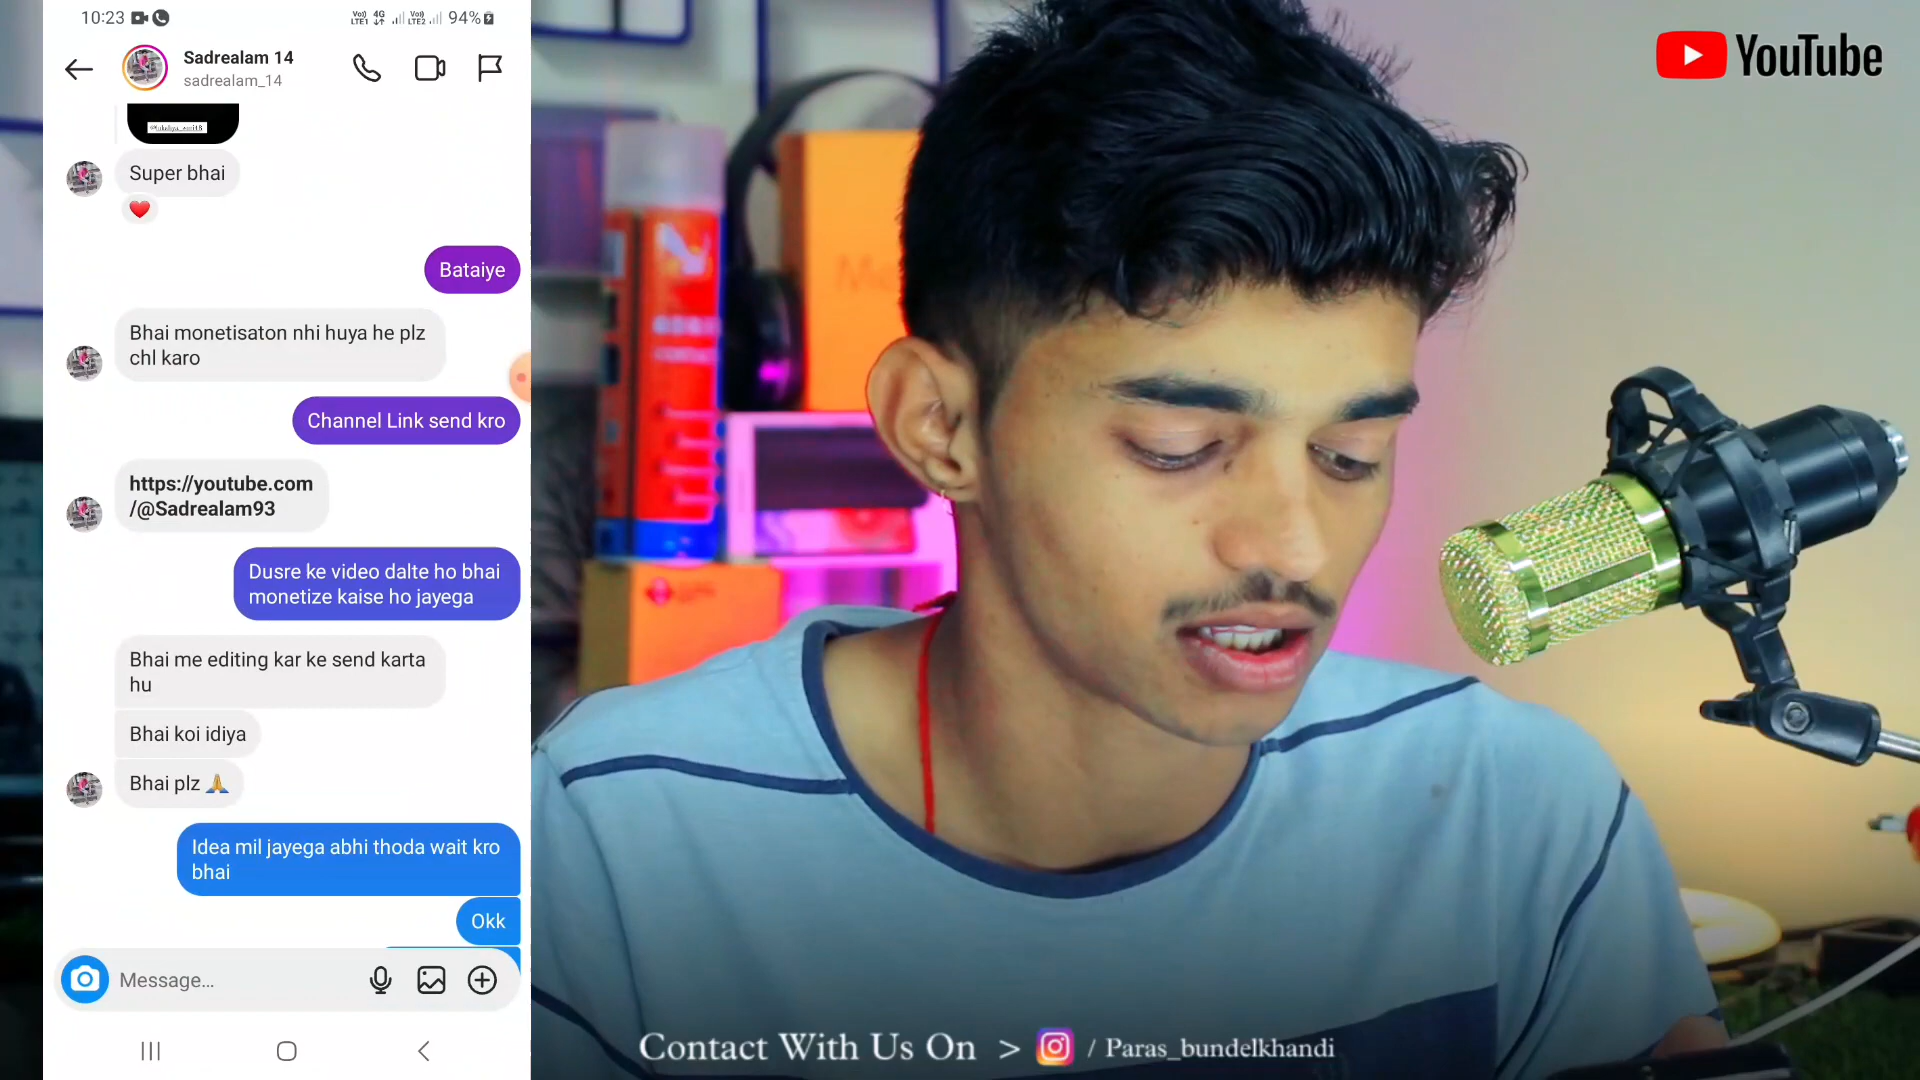 10:23
94%
Sadrealam 14
sadrealam_14
Super bhai
Bataiye
Bhai monetisaton nhi huya he plz
chl karo
Channel Link send kro
https://youtube.com
/@Sadrealam93
Dusre ke video dalte ho bhai
monetize kaise ho jayega
Bhai me editing kar ke send karta
hu
Bhai koi idiya
Bhai plz 🙏
Idea mil jayega abhi thoda wait kro
bhai
Okk
Message...
YouTube
Contact With Us On > / Paras_bundelkhandi